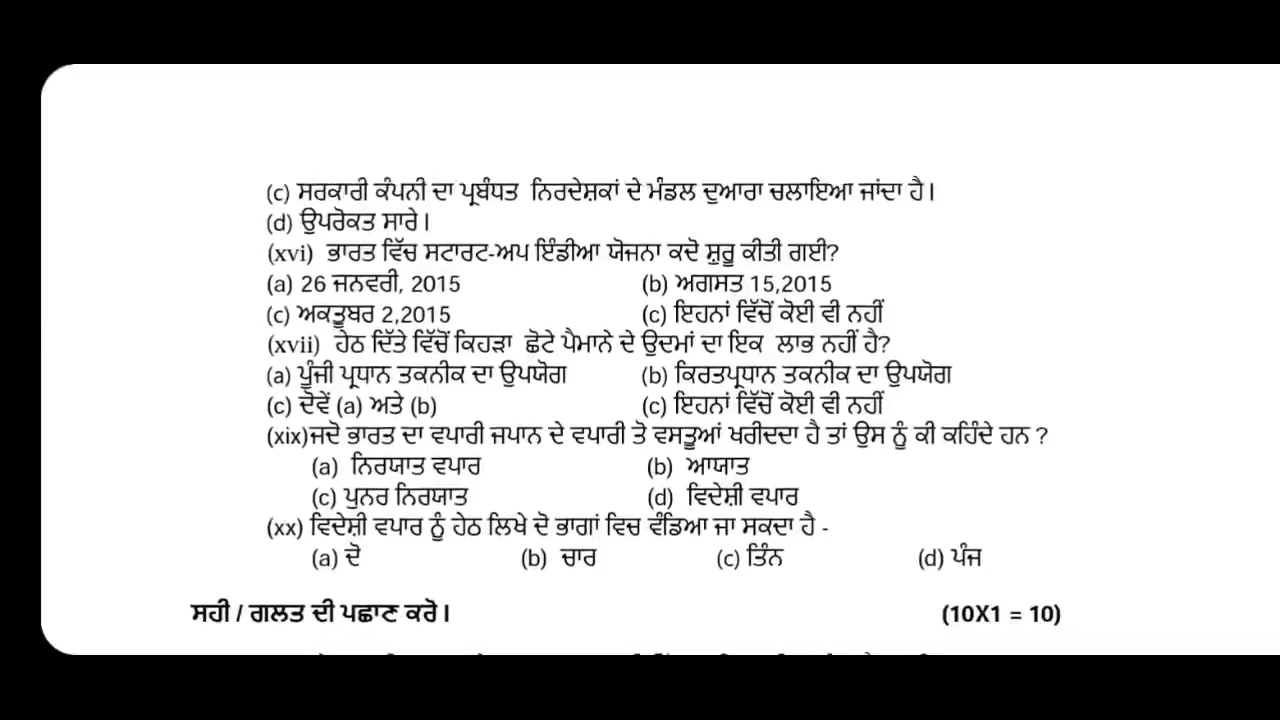 (c) ਸਰਕਾਰੀ ਕੰਪਨੀ ਦਾ ਪ੍ਰਬੰਧਤ ਨਿਰਦੇਸ਼ਕਾਂ ਦੇ ਮੰਡਲ ਦੁਆਰਾ ਚਲਾਇਆ ਜਾਂਦਾ ਹੈ।
(d) ਉਪਰੋਕਤ ਸਾਰੇ।
(xvi) ਭਾਰਤ ਵਿੱਚ ਸਟਾਰਟ-ਅਪ ਇੰਡੀਆ ਯੋਜਨਾ ਕਦੋ ਸ਼ੁਰੂ ਕੀਤੀ ਗਈ?
(a) 26 ਜਨਵਰੀ, 2015 (b) ਅਗਸਤ 15,2015
(c) ਅਕਤੂਬਰ 2,2015 (c) ਇਹਨਾਂ ਵਿੱਚੋਂ ਕੋਈ ਵੀ ਨਹੀਂ
(xvii) ਹੇਠ ਦਿੱਤੇ ਵਿੱਚੋਂ ਕਿਹੜਾ ਛੋਟੇ ਪੈਮਾਨੇ ਦੇ ਉਦਮਾਂ ਦਾ ਇਕ ਲਾਭ ਨਹੀਂ ਹੈ?
(a) ਪੂੰਜੀ ਪ੍ਰਧਾਨ ਤਕਨੀਕ ਦਾ ਉਪਯੋਗ (b) ਕਿਰਤਪ੍ਰਧਾਨ ਤਕਨੀਕ ਦਾ ਉਪਯੋਗ
(c) ਦੋਵੇਂ (a) ਅਤੇ (b) (c) ਇਹਨਾਂ ਵਿੱਚੋਂ ਕੋਈ ਵੀ ਨਹੀਂ
(xix)ਜਦੋ ਭਾਰਤ ਦਾ ਵਪਾਰੀ ਜਪਾਨ ਦੇ ਵਪਾਰੀ ਤੋ ਵਸਤੂਆਂ ਖਰੀਦਦਾ ਹੈ ਤਾਂ ਉਸ ਨੂੰ ਕੀ ਕਹਿੰਦੇ ਹਨ ?
(a) ਨਿਰਯਾਤ ਵਪਾਰ (b) ਆਯਾਤ
(c) ਪੁਨਰ ਨਿਰਯਾਤ (d) ਵਿਦੇਸ਼ੀ ਵਪਾਰ
(xx) ਵਿਦੇਸ਼ੀ ਵਪਾਰ ਨੂੰ ਹੇਠ ਲਿਖੇ ਦੋ ਭਾਗਾਂ ਵਿਚ ਵੰਡਿਆ ਜਾ ਸਕਦਾ ਹੈ -
(a) ਦੋ (b) ਚਾਰ (c) ਤਿੰਨ (d) ਪੰਜ
ਸਹੀ / ਗਲਤ ਦੀ ਪਛਾਣ ਕਰੋ। (10X1 = 10)